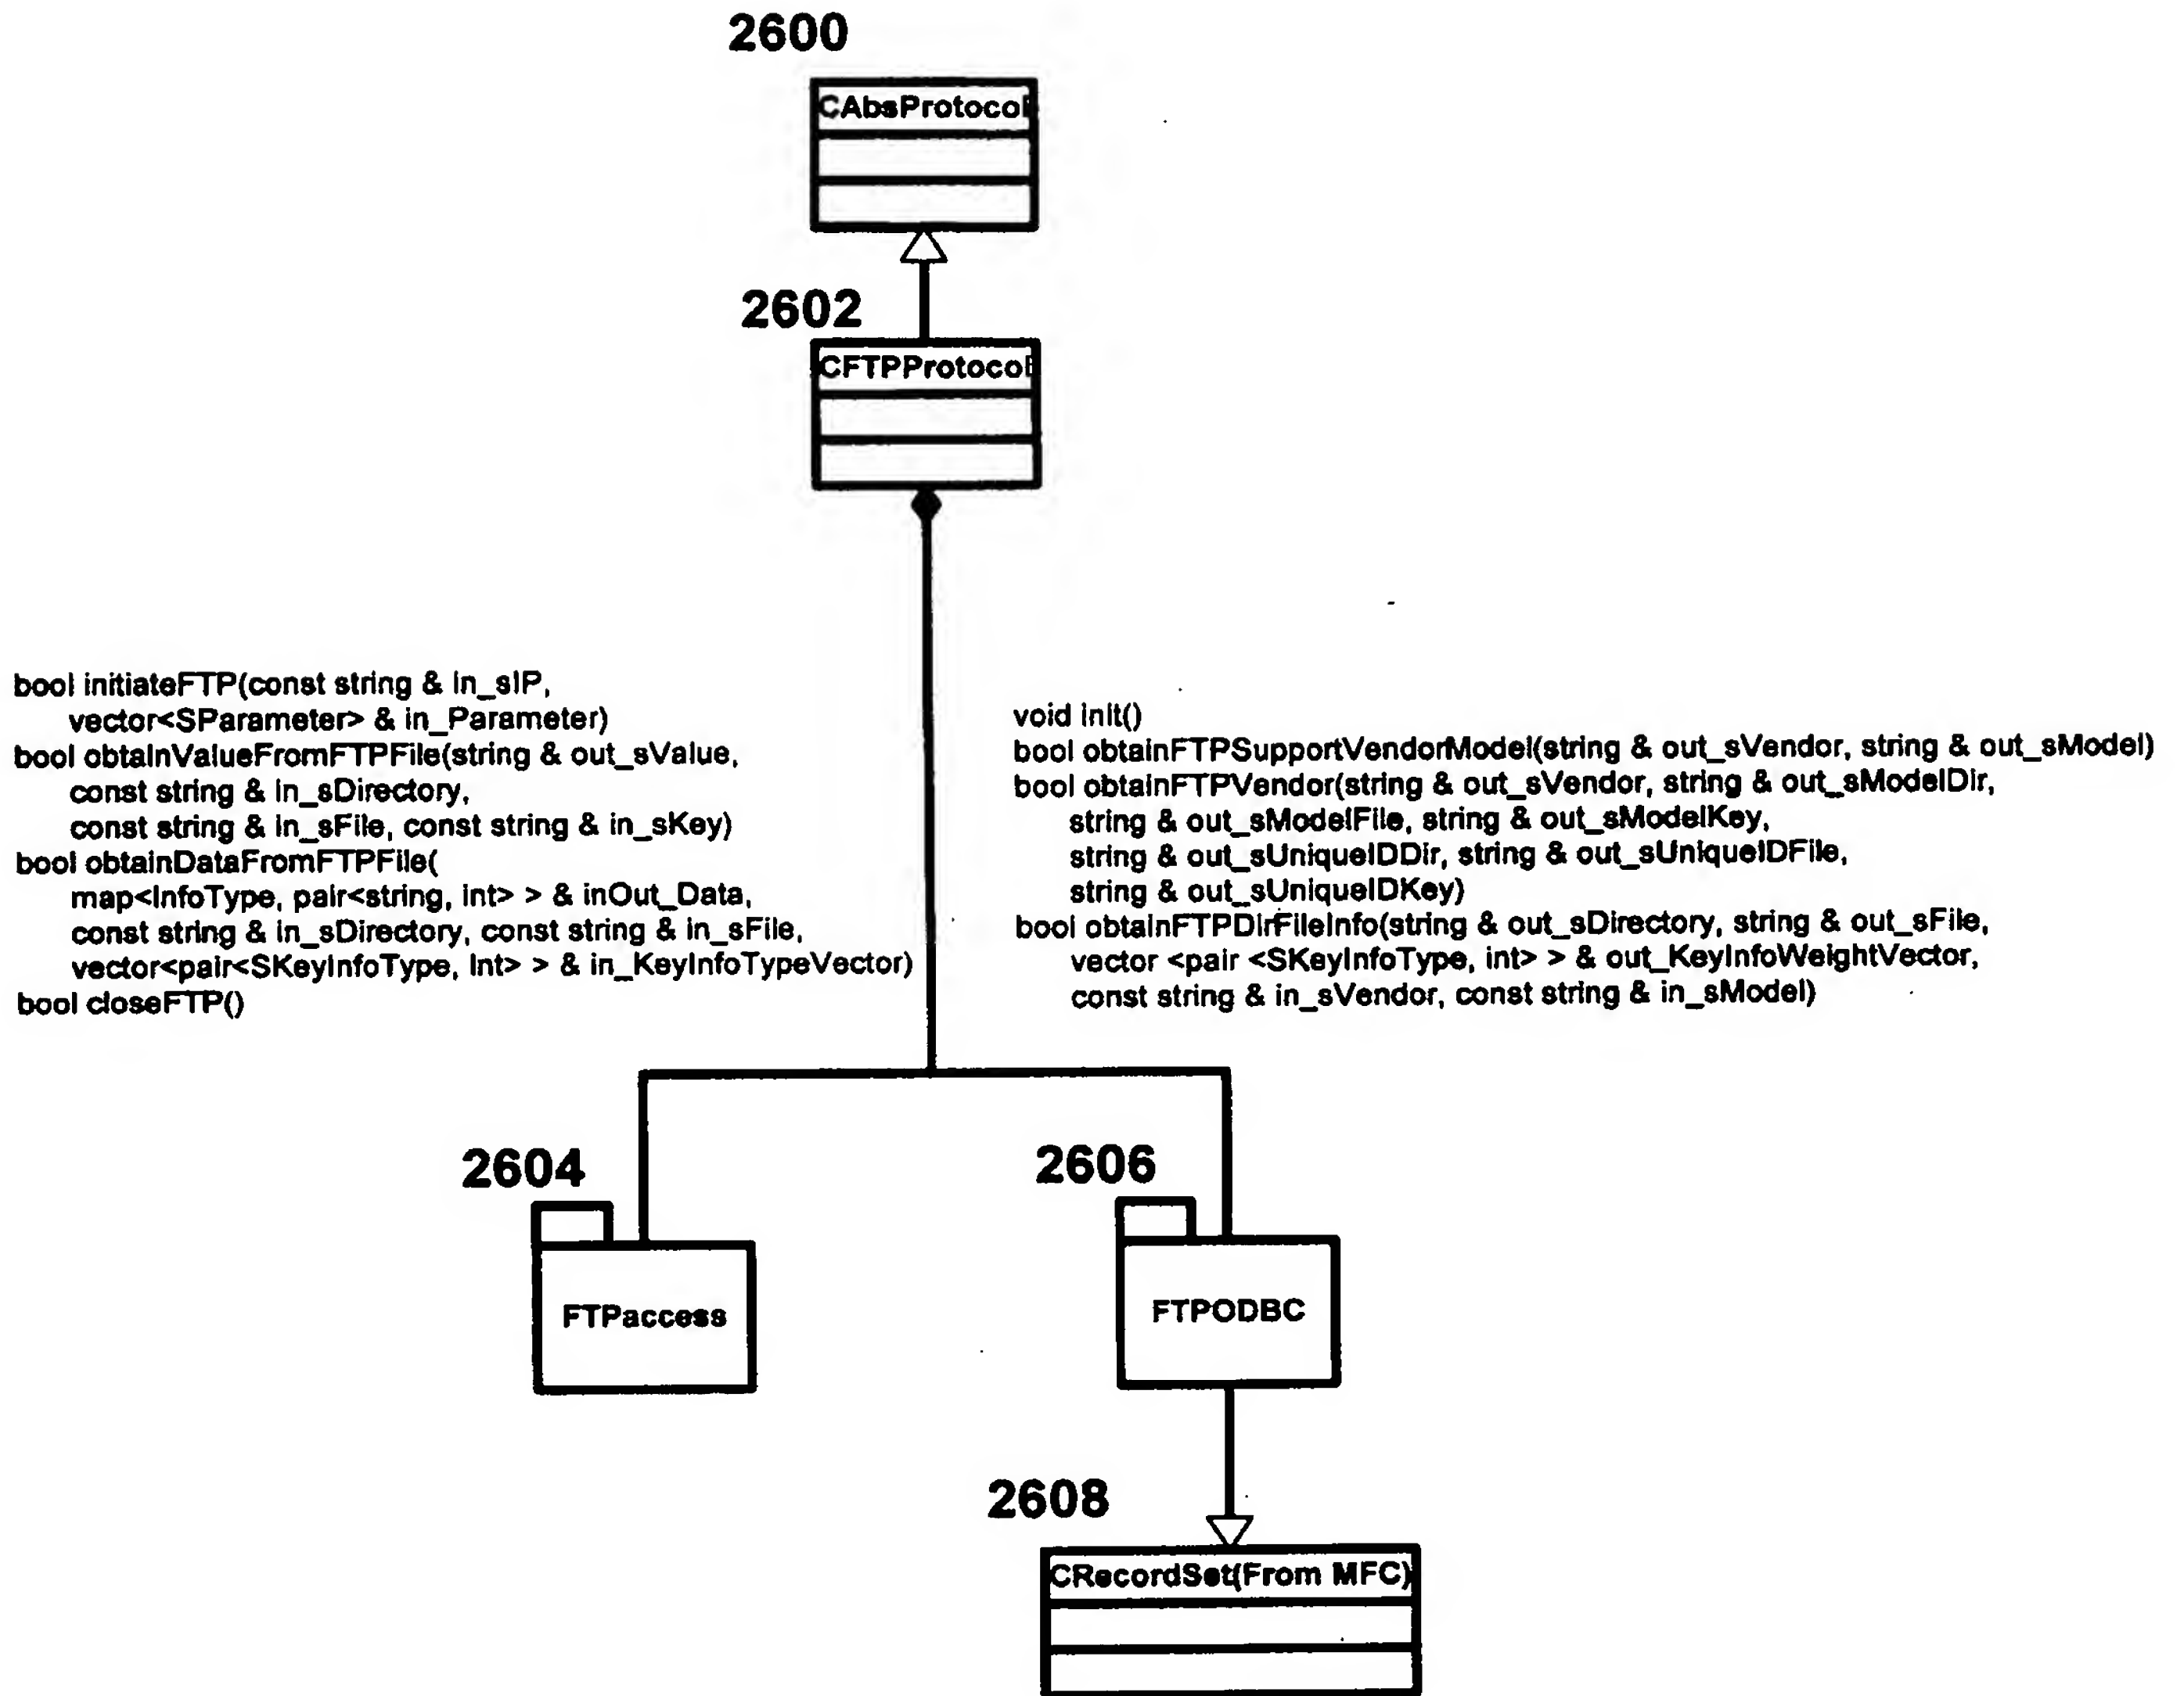 2600
CAbsProtocol
2602
CFTPProtocol
bool initiateFTP(const string & in_sIP,
vector<SParameter> & in_Parameter)
bool obtainValueFromFTPFile(string & out_sValue,
const string & in_sDirectory,
const string & in_sFile, const string & in_sKey)
bool obtainDataFromFTPFile(
map<InfoType, pair<string, int> > & inOut_Data,
const string & in_sDirectory, const string & in_sFile,
vector<pair<SKeyInfoType, int> > & in_KeyInfoTypeVector)
bool closeFTP()
void init()
bool obtainFTPSupportVendorModel(string & out_sVendor, string & out_sModel)
bool obtainFTPVendor(string & out_sVendor, string & out_sModelDir,
string & out_sModelFile, string & out_sModelKey,
string & out_sUniqueIDDir, string & out_sUniqueIDFile,
string & out_sUniqueIDKey)
bool obtainFTPDirFileInfo(string & out_sDirectory, string & out_sFile,
vector <pair <SKeyInfoType, int> > & out_KeyInfoWeightVector,
const string & in_sVendor, const string & in_sModel)
2604
FTPaccess
2606
FTPODBC
2608
CRecordSet(From MFC)